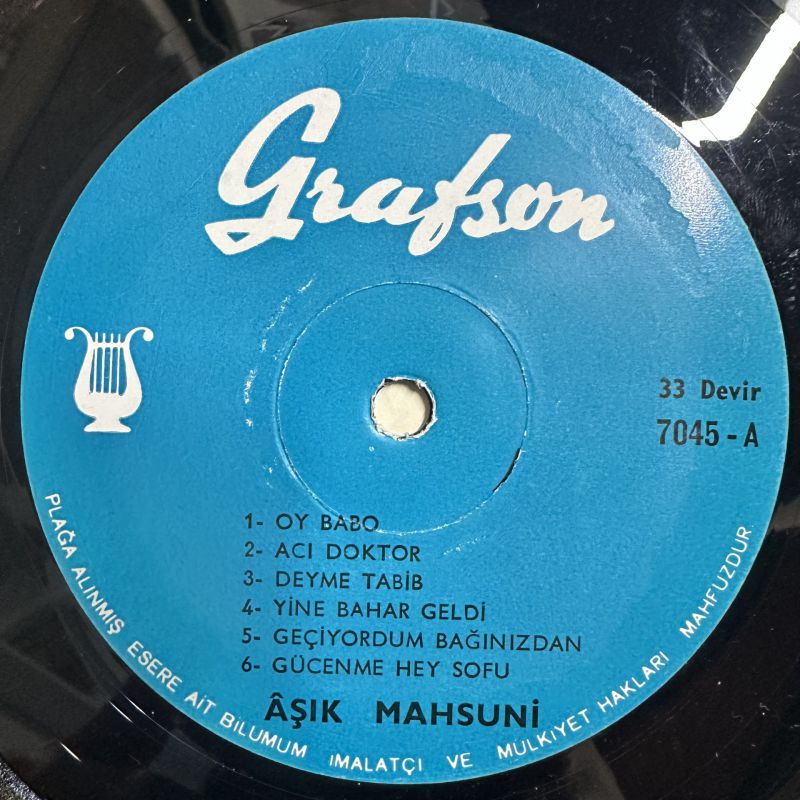 Grafson
33 Devir
7045-A
1- OY BABO
2- ACI DOKTOR
3- DEYME TABİB
4- YİNE BAHAR GELDİ
5- GEÇİYORDUM BAĞINIZDAN
6- GÜCENME HEY SOFU
ÂŞIK MAHSUNİ
PLAĞA ALINMIŞ ESERE AİT BİLUMUM İMALATÇI VE MÜLKİYET HAKLARI MAHFUZDUR